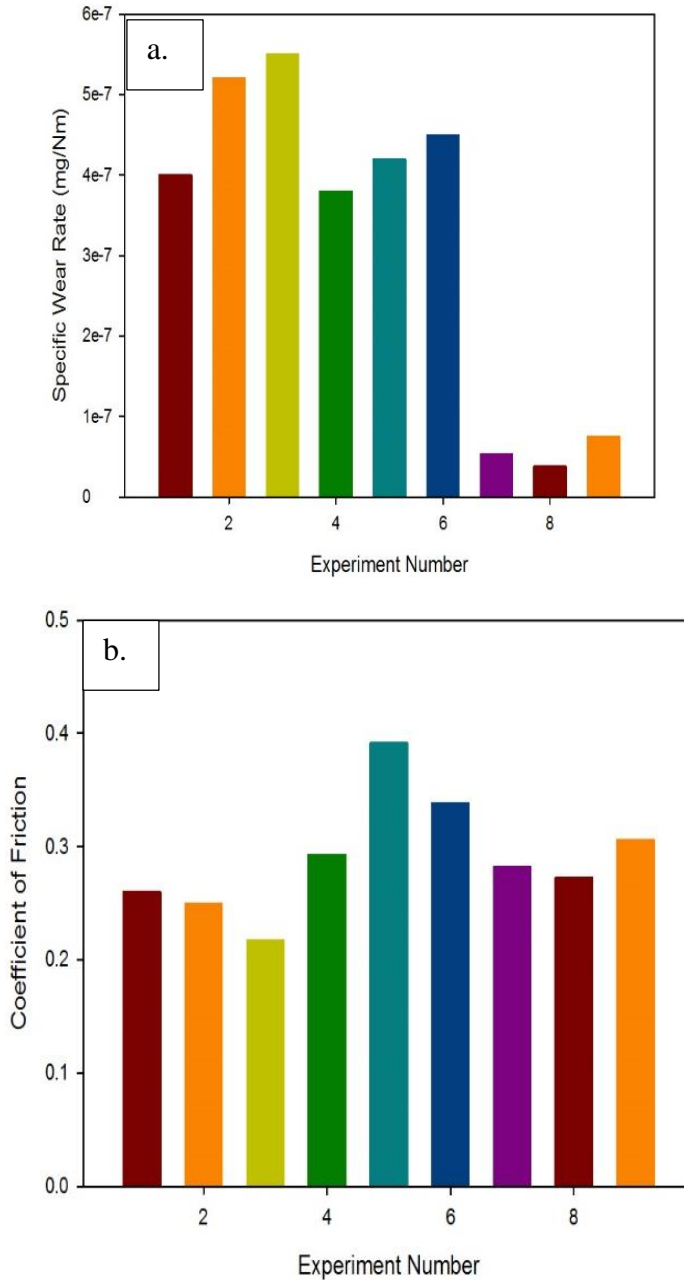 a.
Specific Wear Rate (mg/Nm)
6e-7
5e-7
4e-7
3e-7
2e-7
1e-7
0
2 4 6 8
Experiment Number
b.
Coefficient of Friction
0.5
0.4
0.3
0.2
0.1
0.0
2 4 6 8
Experiment Number